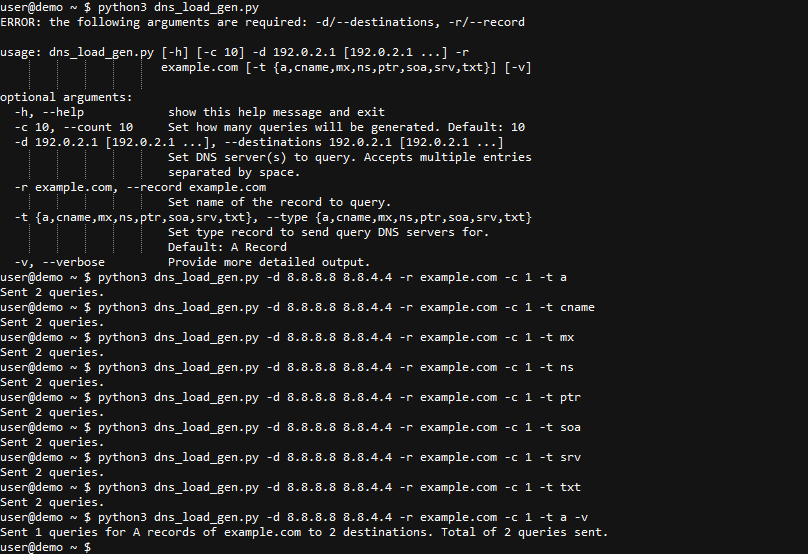 user@demo ~ $ python3 dns_load_gen.py
ERROR: the following arguments are required: -d/--destinations, -r/--record

usage: dns_load_gen.py [-h] [-c 10] -d 192.0.2.1 [192.0.2.1 ...] -r
                       example.com [-t {a,cname,mx,ns,ptr,soa,srv,txt}] [-v]

optional arguments:
  -h, --help            show this help message and exit
  -c 10, --count 10     Set how many queries will be generated. Default: 10
  -d 192.0.2.1 [192.0.2.1 ...], --destinations 192.0.2.1 [192.0.2.1 ...]
                        Set DNS server(s) to query. Accepts multiple entries
                        separated by space.
  -r example.com, --record example.com
                        Set name of the record to query.
  -t {a,cname,mx,ns,ptr,soa,srv,txt}, --type {a,cname,mx,ns,ptr,soa,srv,txt}
                        Set type record to send query DNS servers for.
                        Default: A Record
  -v, --verbose         Provide more detailed output.
user@demo ~ $ python3 dns_load_gen.py -d 8.8.8.8 8.8.4.4 -r example.com -c 1 -t a
Sent 2 queries.
user@demo ~ $ python3 dns_load_gen.py -d 8.8.8.8 8.8.4.4 -r example.com -c 1 -t cname
Sent 2 queries.
user@demo ~ $ python3 dns_load_gen.py -d 8.8.8.8 8.8.4.4 -r example.com -c 1 -t mx
Sent 2 queries.
user@demo ~ $ python3 dns_load_gen.py -d 8.8.8.8 8.8.4.4 -r example.com -c 1 -t ns
Sent 2 queries.
user@demo ~ $ python3 dns_load_gen.py -d 8.8.8.8 8.8.4.4 -r example.com -c 1 -t ptr
Sent 2 queries.
user@demo ~ $ python3 dns_load_gen.py -d 8.8.8.8 8.8.4.4 -r example.com -c 1 -t soa
Sent 2 queries.
user@demo ~ $ python3 dns_load_gen.py -d 8.8.8.8 8.8.4.4 -r example.com -c 1 -t srv
Sent 2 queries.
user@demo ~ $ python3 dns_load_gen.py -d 8.8.8.8 8.8.4.4 -r example.com -c 1 -t txt
Sent 2 queries.
user@demo ~ $ python3 dns_load_gen.py -d 8.8.8.8 8.8.4.4 -r example.com -c 1 -t a -v
Sent 1 queries for A records of example.com to 2 destinations. Total of 2 queries sent.
user@demo ~ $